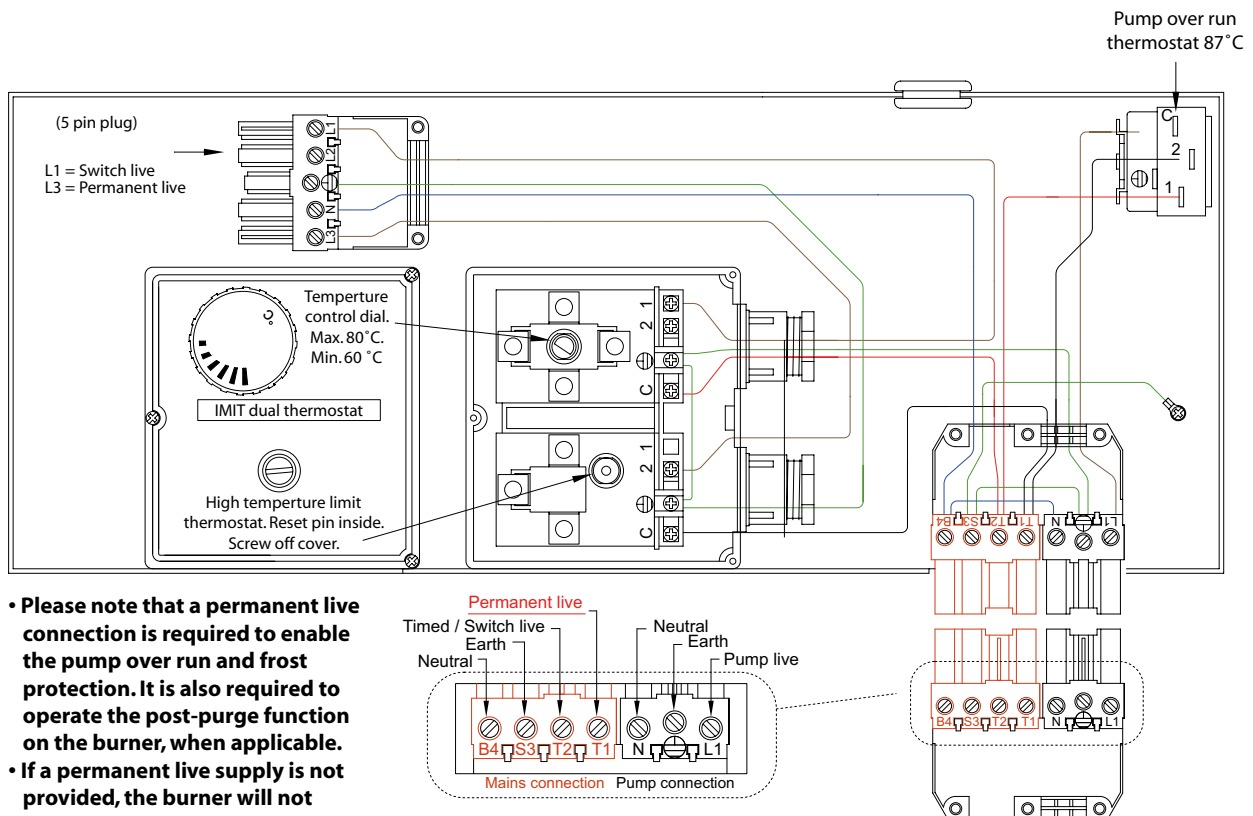 Pump over run
thermostat 87˚C
(5 pin plug)
L1 = Switch live
L3 = Permanent live
L1
L2
N
L3
C
2
1
Temperture
control dial.
Max. 80˚C.
Min. 60 ˚C
C°
IMIT dual thermostat
High temperture limit
thermostat. Reset pin inside.
Screw off cover.
1
2
C
1
2
C
B4 S3 T2 T1 N L1
B4 S3 T2 T1 N L1
• Please note that a permanent live
connection is required to enable
the pump over run and frost
protection. It is also required to
operate the post-purge function
on the burner, when applicable.
• If a permanent live supply is not
provided, the burner will not
Permanent live
Timed / Switch live
Earth
Neutral
Neutral
Earth
Pump live
B4 S3 T2 T1 N L1
Mains connection Pump connection